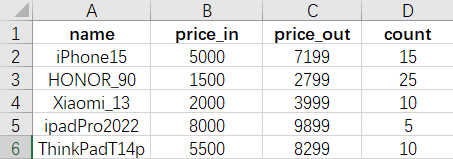 A B C D
1 name price_in price_out count
2 iPhone15 5000 7199 15
3 HONOR_90 1500 2799 25
4 Xiaomi_13 2000 3999 10
5 ipadPro2022 8000 9899 5
6 ThinkPadT14p 5500 8299 10